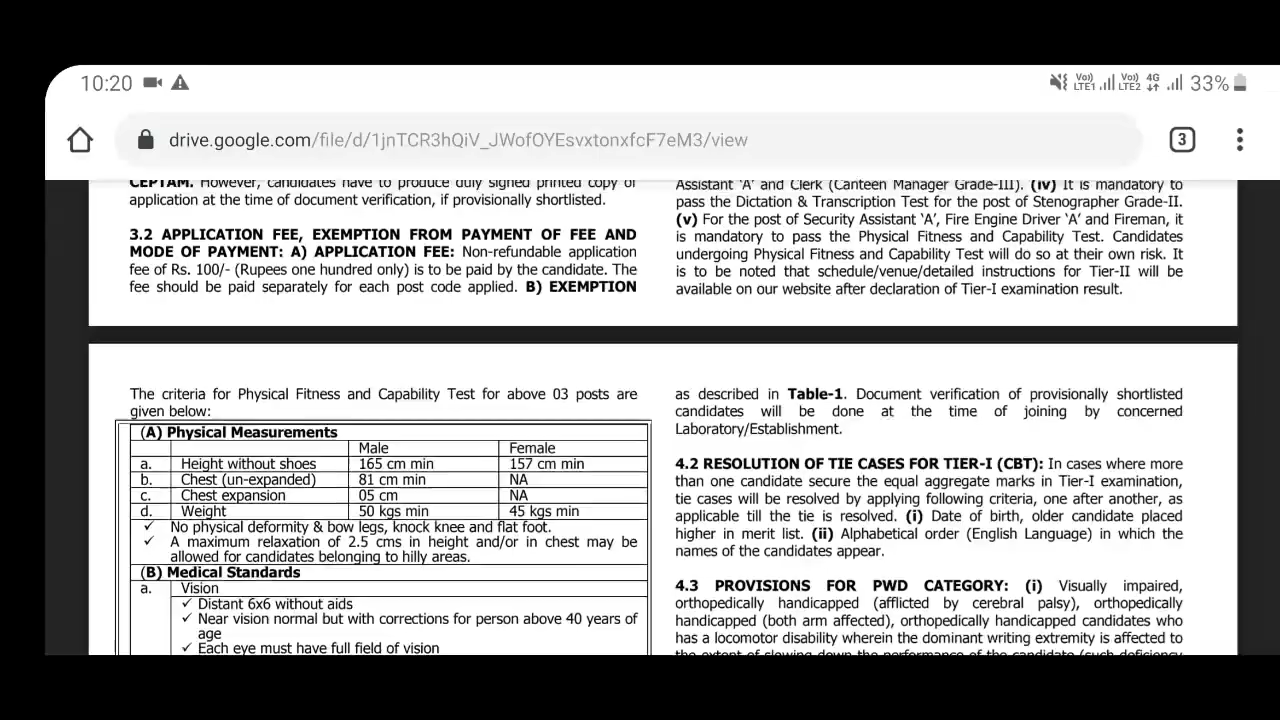 10:20
Vo) LTE1 Vo) LTE2 4G 33%
drive.google.com/file/d/1jnTCR3hQiV_JWofOYEsvxtonxfcF7eM3/view
3
CEPTAM. However, candidates have to produce duly signed printed copy of
application at the time of document verification, if provisionally shortlisted.
3.2 APPLICATION FEE, EXEMPTION FROM PAYMENT OF FEE AND
MODE OF PAYMENT: A) APPLICATION FEE: Non-refundable application
fee of Rs. 100/- (Rupees one hundred only) is to be paid by the candidate. The
fee should be paid separately for each post code applied. B) EXEMPTION
Assistant ‘A’ and Clerk (Canteen Manager Grade-III). (iv) It is mandatory to
pass the Dictation & Transcription Test for the post of Stenographer Grade-II.
(v) For the post of Security Assistant ‘A’, Fire Engine Driver ‘A’ and Fireman, it
is mandatory to pass the Physical Fitness and Capability Test. Candidates
undergoing Physical Fitness and Capability Test will do so at their own risk. It
is to be noted that schedule/venue/detailed instructions for Tier-II will be
available on our website after declaration of Tier-I examination result.
The criteria for Physical Fitness and Capability Test for above 03 posts are
given below:
(A) Physical Measurements
Male Female
a. Height without shoes 165 cm min 157 cm min
b. Chest (un-expanded) 81 cm min NA
c. Chest expansion 05 cm NA
d. Weight 50 kgs min 45 kgs min
✓ No physical deformity & bow legs, knock knee and flat foot.
✓ A maximum relaxation of 2.5 cms in height and/or in chest may be
allowed for candidates belonging to hilly areas.
(B) Medical Standards
a. Vision
✓ Distant 6x6 without aids
✓ Near vision normal but with corrections for person above 40 years of
age
✓ Each eye must have full field of vision
as described in Table-1. Document verification of provisionally shortlisted
candidates will be done at the time of joining by concerned
Laboratory/Establishment.
4.2 RESOLUTION OF TIE CASES FOR TIER-I (CBT): In cases where more
than one candidate secure the equal aggregate marks in Tier-I examination,
tie cases will be resolved by applying following criteria, one after another, as
applicable till the tie is resolved. (i) Date of birth, older candidate placed
higher in merit list. (ii) Alphabetical order (English Language) in which the
names of the candidates appear.
4.3 PROVISIONS FOR PWD CATEGORY: (i) Visually impaired,
orthopedically handicapped (afflicted by cerebral palsy), orthopedically
handicapped (both arm affected), orthopedically handicapped candidates who
has a locomotor disability wherein the dominant writing extremity is affected to
the extent of slowing down the performance of the candidate (such deficiency